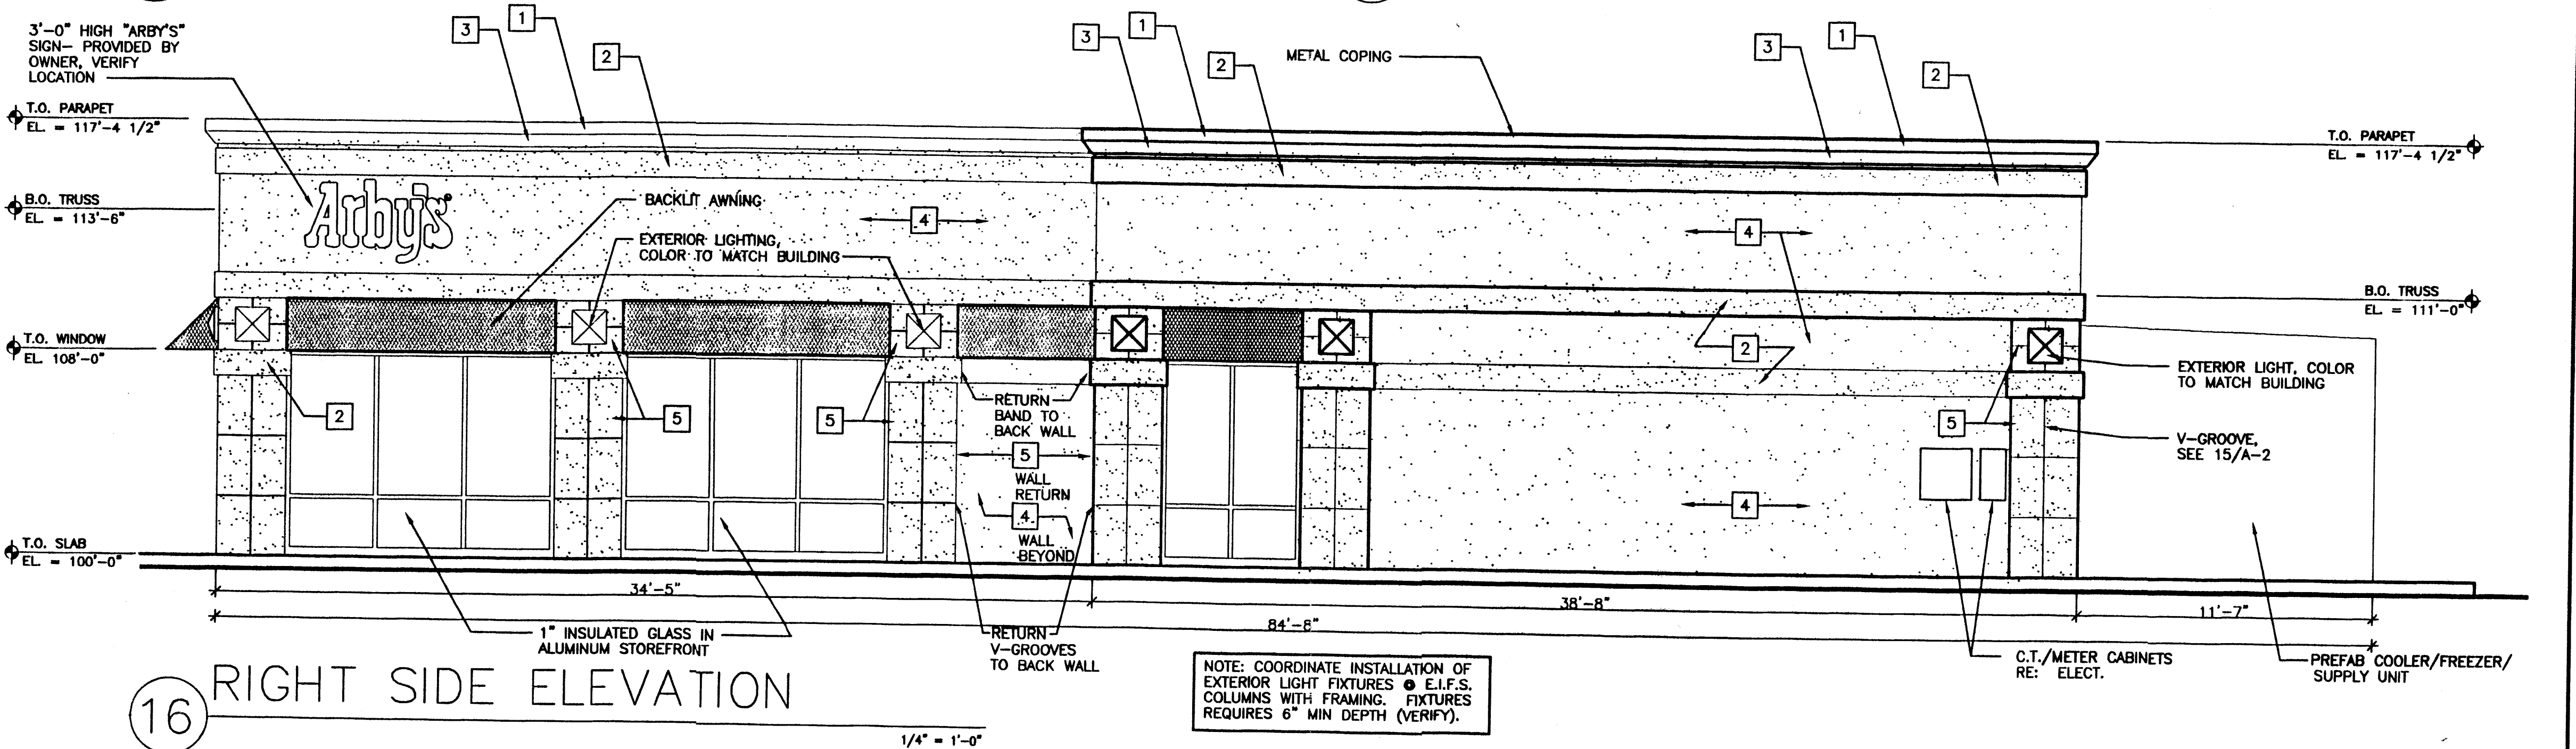 3'-0" HIGH "ARBY'S"
SIGN- PROVIDED BY
OWNER, VERIFY
LOCATION
3
1
2
3
1
2
METAL COPING
3
1
2
T.O. PARAPET
EL. = 117'-4 1/2"
T.O. PARAPET
EL. = 117'-4 1/2"
B.O. TRUSS
EL. = 113'-6"
Arby's
BACKLIT AWNING
4
EXTERIOR LIGHTING,
COLOR TO MATCH BUILDING
4
B.O. TRUSS
EL. = 111'-0"
T.O. WINDOW
EL. 108'-0"
2
EXTERIOR LIGHT, COLOR
TO MATCH BUILDING
2
5
5
RETURN
BAND TO
BACK WALL
5
V-GROOVE,
SEE 15/A-2
5
WALL
RETURN
4
WALL
BEYOND
4
T.O. SLAB
EL. = 100'-0"
34'-5"
38'-8"
11'-7"
84'-8"
1" INSULATED GLASS IN
ALUMINUM STOREFRONT
RETURN
V-GROOVES
TO BACK WALL
C.T./METER CABINETS
RE: ELECT.
PREFAB COOLER/FREEZER/
SUPPLY UNIT
NOTE: COORDINATE INSTALLATION OF
EXTERIOR LIGHT FIXTURES @ E.I.F.S.
COLUMNS WITH FRAMING. FIXTURES
REQUIRES 6" MIN DEPTH (VERIFY).
16
RIGHT SIDE ELEVATION
1/4" = 1'-0"